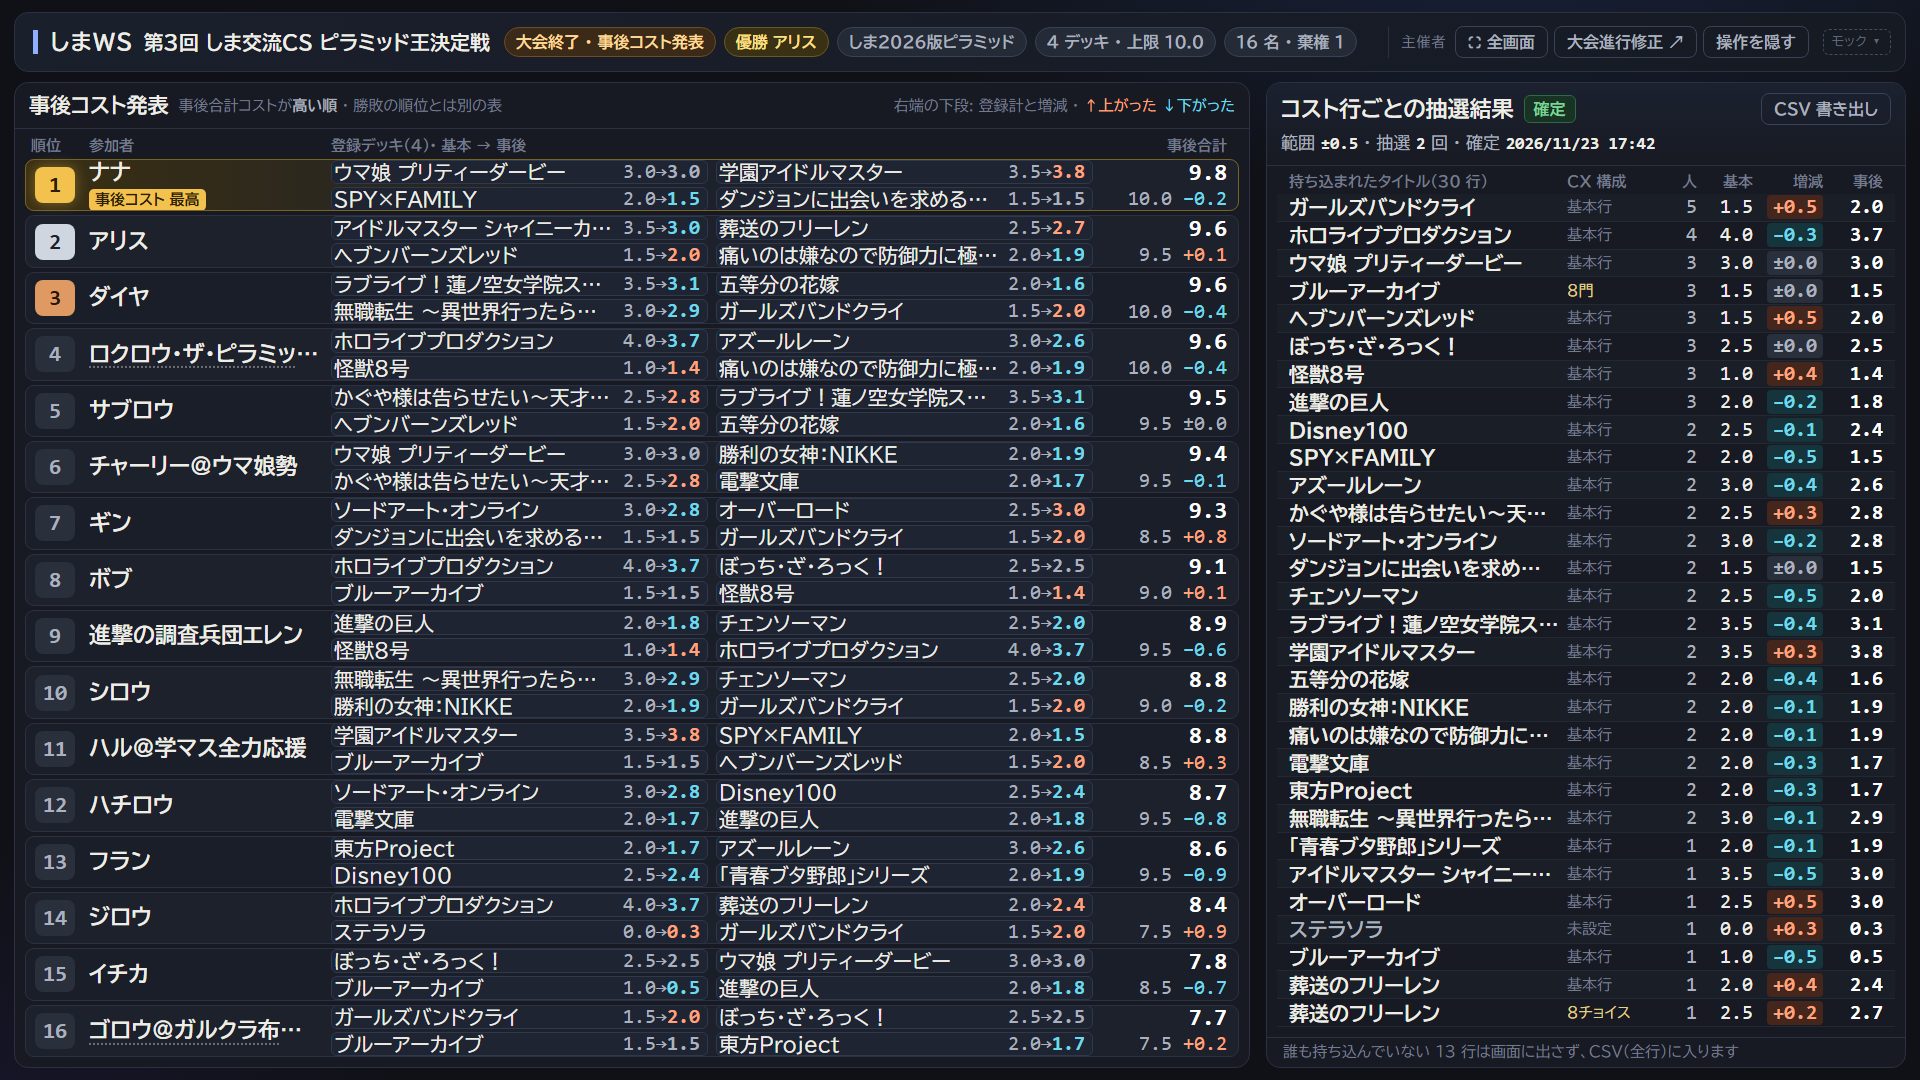 しまWS 第3回 しま交流CS ピラミッド王決定戦 大会終了・事後コスト発表 優勝 アリス しま2026版ピラミッド 4 デッキ・上限 10.0 16 名・棄権 1 主催者 全画面 大会進行修正 ↗ 操作を隠す モック ▾
事後コスト発表 事後合計コストが高い順・勝敗の順位とは別の表 右端の下段: 登録計と増減・↑上がった ↓下がった
順位 参加者 登録デッキ(4)・基本 → 事後 事後合計
1 ナナ ウマ娘 プリティーダービー 3.0→3.0 学園アイドルマスター 3.5→3.8 9.8
事後コスト 最高 SPY×FAMILY 2.0→1.5 ダンジョンに出会いを求める… 1.5→1.5 10.0 −0.2
2 アリス アイドルマスター シャイニーカ… 3.5→3.0 葬送のフリーレン 2.5→2.7 9.6
ヘブンバーンズレッド 1.5→2.0 痛いのは嫌なので防御力に極… 2.0→1.9 9.5 +0.1
3 ダイヤ ラブライブ！蓮ノ空女学院ス… 3.5→3.1 五等分の花嫁 2.0→1.6 9.6
無職転生 ～異世界行ったら… 3.0→2.9 ガールズバンドクライ 1.5→2.0 10.0 −0.4
4 ロクロウ・ザ・ピラミッ… ホロライブプロダクション 4.0→3.7 アズールレーン 3.0→2.6 9.6
怪獣8号 1.0→1.4 痛いのは嫌なので防御力に極… 2.0→1.9 10.0 −0.4
5 サブロウ かぐや様は告らせたい～天才… 2.5→2.8 ラブライブ！蓮ノ空女学院ス… 3.5→3.1 9.5
ヘブンバーンズレッド 1.5→2.0 五等分の花嫁 2.0→1.6 9.5 ±0.0
6 チャーリー@ウマ娘勢 ウマ娘 プリティーダービー 3.0→3.0 勝利の女神:NIKKE 2.0→1.9 9.4
かぐや様は告らせたい～天才… 2.5→2.8 電撃文庫 2.0→1.7 9.5 −0.1
7 ギン ソードアート・オンライン 3.0→2.8 オーバーロード 2.5→3.0 9.3
ダンジョンに出会いを求める… 1.5→1.5 ガールズバンドクライ 1.5→2.0 8.5 +0.8
8 ボブ ホロライブプロダクション 4.0→3.7 ぼっち・ざ・ろっく！ 2.5→2.5 9.1
ブルーアーカイブ 1.5→1.5 怪獣8号 1.0→1.4 9.0 +0.1
9 進撃の調査兵団エレン 進撃の巨人 2.0→1.8 チェンソーマン 2.5→2.0 8.9
怪獣8号 1.0→1.4 ホロライブプロダクション 4.0→3.7 9.5 −0.6
10 シロウ 無職転生 ～異世界行ったら… 3.0→2.9 チェンソーマン 2.5→2.0 8.8
勝利の女神:NIKKE 2.0→1.9 ガールズバンドクライ 1.5→2.0 9.0 −0.2
11 ハル@学マス全力応援 学園アイドルマスター 3.5→3.8 SPY×FAMILY 2.0→1.5 8.8
ブルーアーカイブ 1.5→1.5 ヘブンバーンズレッド 1.5→2.0 8.5 +0.3
12 ハチロウ ソードアート・オンライン 3.0→2.8 Disney100 2.5→2.4 8.7
電撃文庫 2.0→1.7 進撃の巨人 2.0→1.8 9.5 −0.8
13 フラン 東方Project 2.0→1.7 アズールレーン 3.0→2.6 8.6
Disney100 2.5→2.4 「青春ブタ野郎」シリーズ 2.0→1.9 9.5 −0.9
14 ジロウ ホロライブプロダクション 4.0→3.7 葬送のフリーレン 2.0→2.4 8.4
ステラソラ 0.0→0.3 ガールズバンドクライ 1.5→2.0 7.5 +0.9
15 イチカ ぼっち・ざ・ろっく！ 2.5→2.5 ウマ娘 プリティーダービー 3.0→3.0 7.8
ブルーアーカイブ 1.0→0.5 進撃の巨人 2.0→1.8 8.5 −0.7
16 ゴロウ@ガルクラ布… ガールズバンドクライ 1.5→2.0 ぼっち・ざ・ろっく！ 2.5→2.5 7.7
ブルーアーカイブ 1.5→1.5 東方Project 2.0→1.7 7.5 +0.2
コスト行ごとの抽選結果 確定 CSV 書き出し
範囲 ±0.5・抽選 2 回・確定 2026/11/23 17:42
持ち込まれたタイトル(30 行) CX 構成 人 基本 増減 事後
ガールズバンドクライ 基本行 5 1.5 +0.5 2.0
ホロライブプロダクション 基本行 4 4.0 −0.3 3.7
ウマ娘 プリティーダービー 基本行 3 3.0 ±0.0 3.0
ブルーアーカイブ 8門 3 1.5 ±0.0 1.5
ヘブンバーンズレッド 基本行 3 1.5 +0.5 2.0
ぼっち・ざ・ろっく！ 基本行 3 2.5 ±0.0 2.5
怪獣8号 基本行 3 1.0 +0.4 1.4
進撃の巨人 基本行 3 2.0 −0.2 1.8
Disney100 基本行 2 2.5 −0.1 2.4
SPY×FAMILY 基本行 2 2.0 −0.5 1.5
アズールレーン 基本行 2 3.0 −0.4 2.6
かぐや様は告らせたい～天… 基本行 2 2.5 +0.3 2.8
ソードアート・オンライン 基本行 2 3.0 −0.2 2.8
ダンジョンに出会いを求め… 基本行 2 1.5 ±0.0 1.5
チェンソーマン 基本行 2 2.5 −0.5 2.0
ラブライブ！蓮ノ空女学院ス… 基本行 2 3.5 −0.4 3.1
学園アイドルマスター 基本行 2 3.5 +0.3 3.8
五等分の花嫁 基本行 2 2.0 −0.4 1.6
勝利の女神:NIKKE 基本行 2 2.0 −0.1 1.9
痛いのは嫌なので防御力に… 基本行 2 2.0 −0.1 1.9
電撃文庫 基本行 2 2.0 −0.3 1.7
東方Project 基本行 2 2.0 −0.3 1.7
無職転生 ～異世界行ったら… 基本行 2 3.0 −0.1 2.9
「青春ブタ野郎」シリーズ 基本行 1 2.0 −0.1 1.9
アイドルマスター シャイニー… 基本行 1 3.5 −0.5 3.0
オーバーロード 基本行 1 2.5 +0.5 3.0
ステラソラ 未設定 1 0.0 +0.3 0.3
ブルーアーカイブ 基本行 1 1.0 −0.5 0.5
葬送のフリーレン 基本行 1 2.0 +0.4 2.4
葬送のフリーレン 8チョイス 1 2.5 +0.2 2.7
誰も持ち込んでいない 13 行は画面に出さず、CSV(全行)に入ります